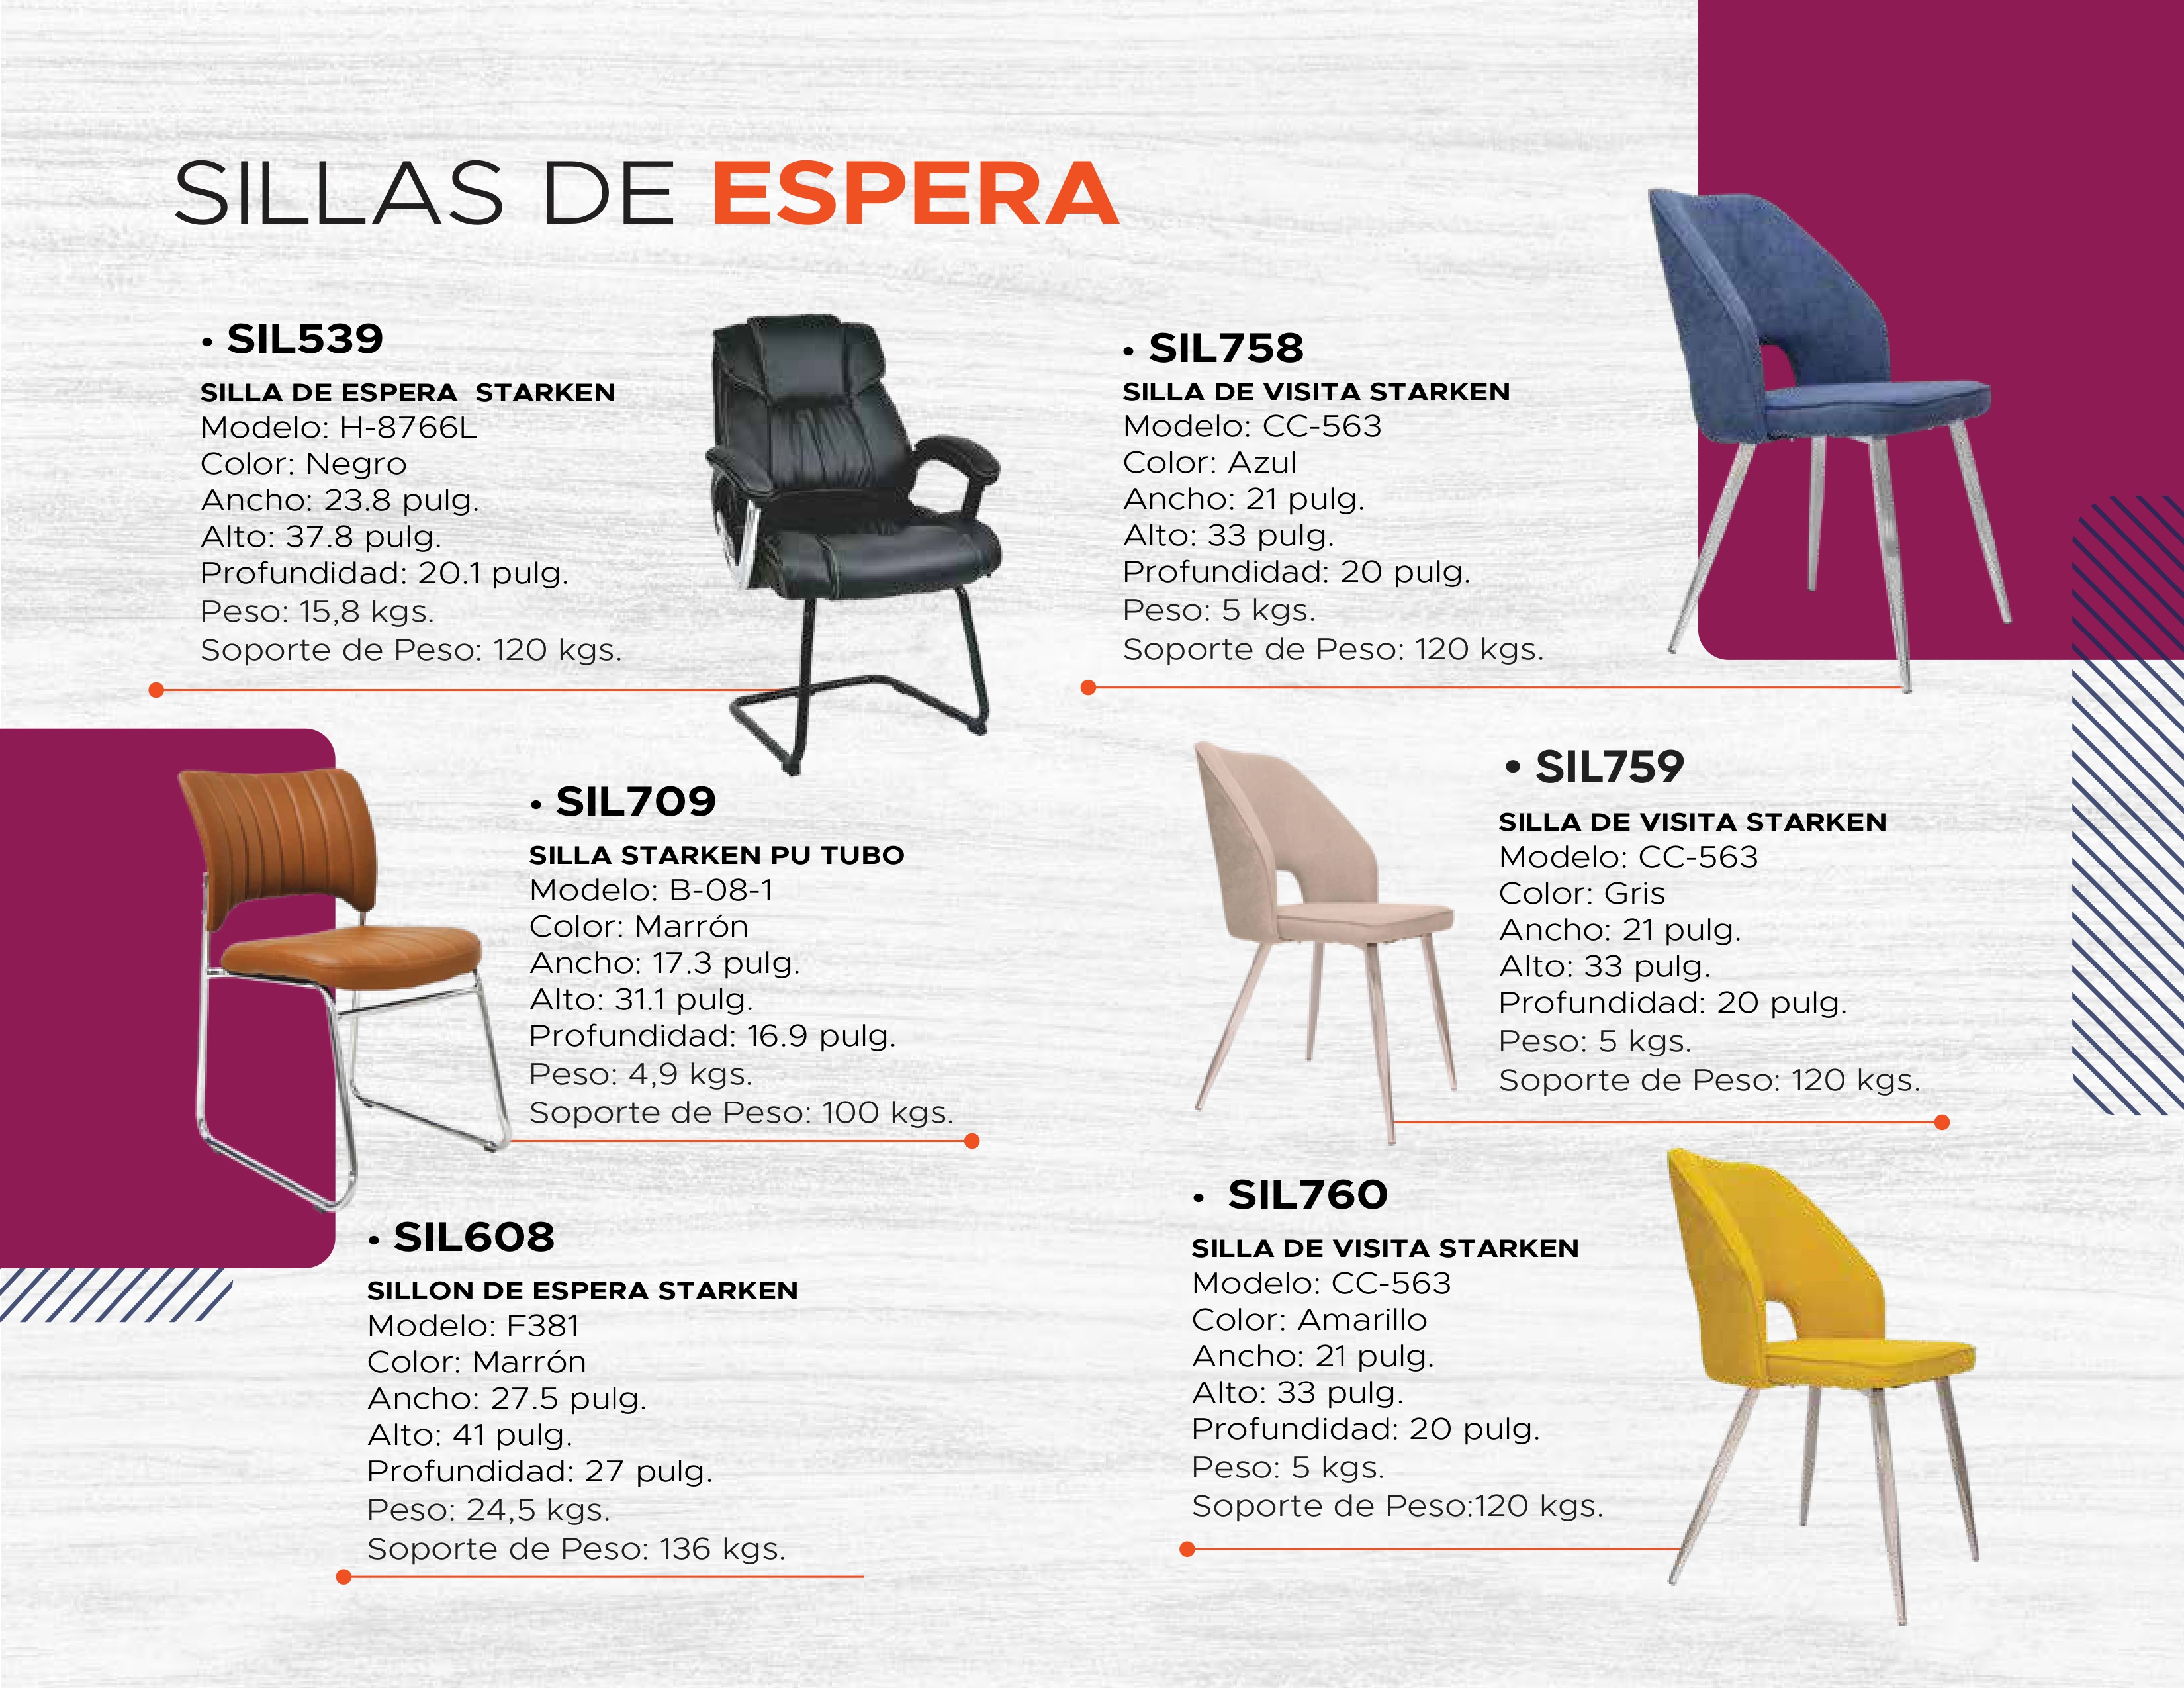 SILLAS DE ESPERA
• SIL539
SILLA DE ESPERA  STARKEN
Modelo: H-8766L
Color: Negro
Ancho: 23.8 pulg.
Alto: 37.8 pulg.
Profundidad: 20.1 pulg.
Peso: 15,8 kgs.
Soporte de Peso: 120 kgs.
• SIL709
SILLA STARKEN PU TUBO
Modelo: B-08-1
Color: Marrón
Ancho: 17.3 pulg.
Alto: 31.1 pulg.
Profundidad: 16.9 pulg.
Peso: 4,9 kgs.
Soporte de Peso: 100 kgs.
• SIL608
SILLON DE ESPERA STARKEN
Modelo: F381
Color: Marrón
Ancho: 27.5 pulg.
Alto: 41 pulg.
Profundidad: 27 pulg.
Peso: 24,5 kgs.
Soporte de Peso: 136 kgs.
• SIL758
SILLA DE VISITA STARKEN
Modelo: CC-563
Color: Azul
Ancho: 21 pulg.
Alto: 33 pulg.
Profundidad: 20 pulg.
Peso: 5 kgs.
Soporte de Peso: 120 kgs.
• SIL759
SILLA DE VISITA STARKEN
Modelo: CC-563
Color: Gris
Ancho: 21 pulg.
Alto: 33 pulg.
Profundidad: 20 pulg.
Peso: 5 kgs.
Soporte de Peso: 120 kgs.
• SIL760
SILLA DE VISITA STARKEN
Modelo: CC-563
Color: Amarillo
Ancho: 21 pulg.
Alto: 33 pulg.
Profundidad: 20 pulg.
Peso: 5 kgs.
Soporte de Peso:120 kgs.